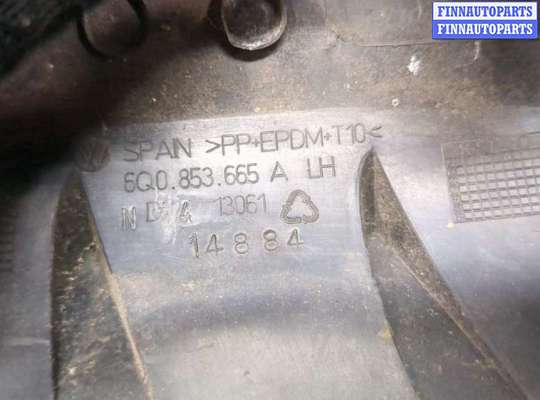 FINNAUTOPARTS
FINNAUTOPARTS
SPAIN >PP+EPDM+T10<
6Q0.853.665 A LH
N 13061
14884